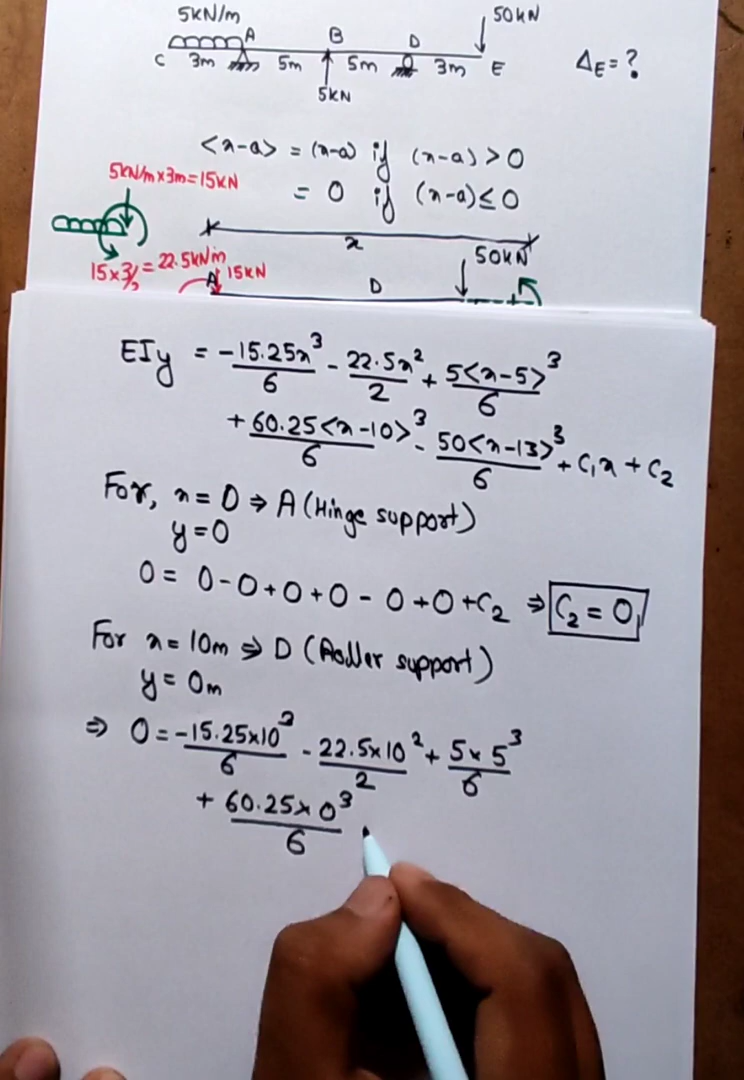 5kN/m
50kN
A B D
C 3m 5m 5m 3m E
5kN
ΔE = ?
<x-a> = (x-a) if (x-a) > 0
= 0 if (x-a) ≤ 0
5kN/m×3m=15kN
x
50kN
15×3/2 = 22.5kNm
15kN
A D
EIy = -15.25x³/6 - 22.5x²/2 + 5<x-5>³/6
+ 60.25<x-10>³/6 - 50<x-13>³/6 + C₁x + C₂
For, x=0 ⇒ A (Hinge support)
y=0
0 = 0-0+0+0-0+0+C₂ ⇒ C₂ = 0
For x=10m ⇒ D (Roller support)
y = 0m
⇒ 0 = -15.25×10³/6 - 22.5×10²/2 + 5×5³/6
+ 60.25×0³/6